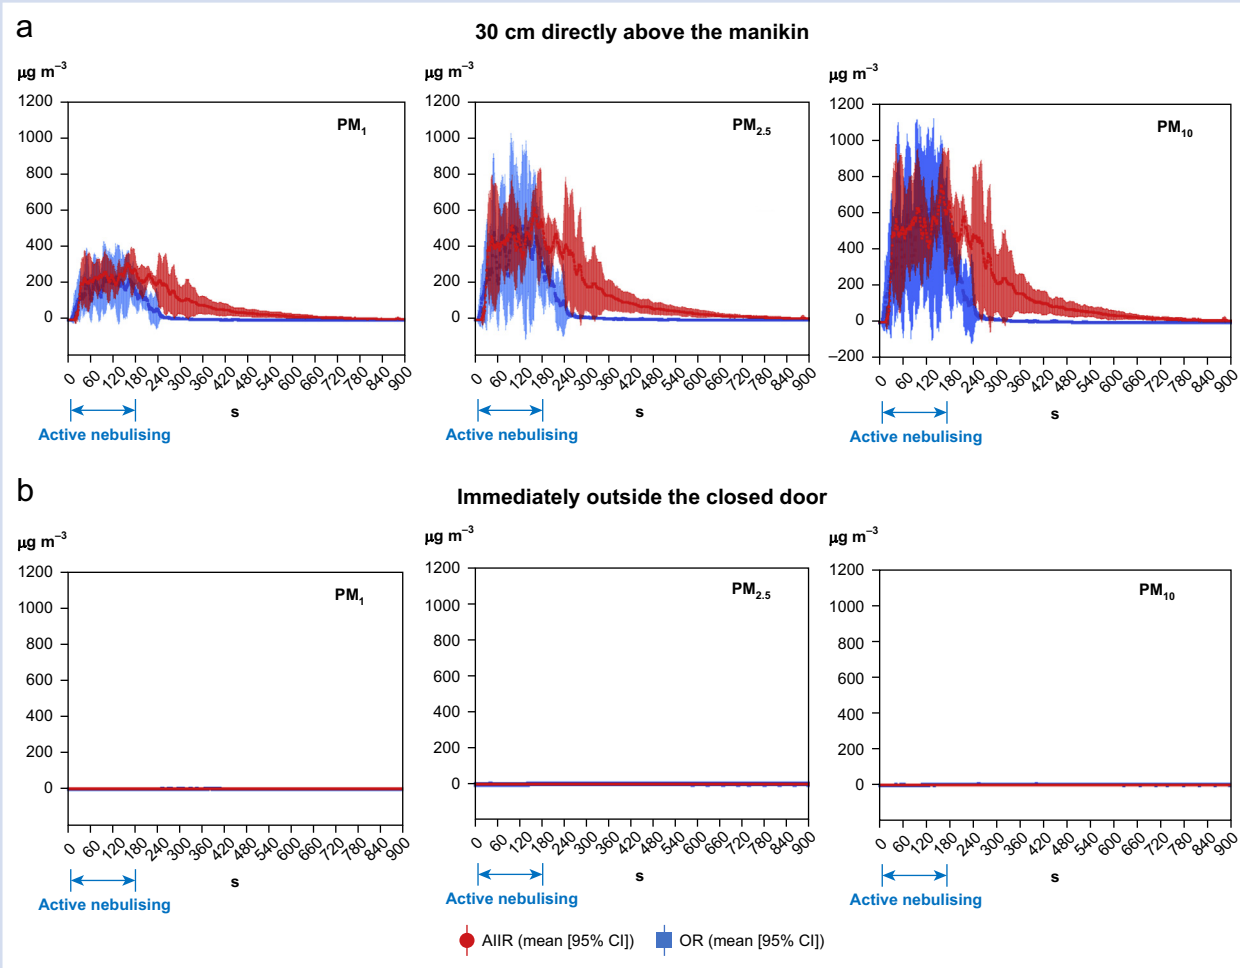 a
30 cm directly above the manikin
µg m–3
1200
1000
800
600
400
200
0
PM1
0 60 120 180 240 300 360 420 480 540 600 660 720 780 840 900
s
Active nebulising
µg m–3
1200
1000
800
600
400
200
0
PM2.5
0 60 120 180 240 300 360 420 480 540 600 660 720 780 840 900
s
Active nebulising
µg m–3
1200
1000
800
600
400
200
0
–200
PM10
0 60 120 180 240 300 360 420 480 540 600 660 720 780 840 900
s
Active nebulising
b
Immediately outside the closed door
µg m–3
1200
1000
800
600
400
200
0
PM1
0 60 120 180 240 300 360 420 480 540 600 660 720 780 840 900
s
Active nebulising
µg m–3
1200
1000
800
600
400
200
0
PM2.5
0 60 120 180 240 300 360 420 480 540 600 660 720 780 840 900
s
Active nebulising
µg m–3
1200
1000
800
600
400
200
0
PM10
0 60 120 180 240 300 360 420 480 540 600 660 720 780 840 900
s
Active nebulising
AIIR (mean [95% CI]) OR (mean [95% CI])